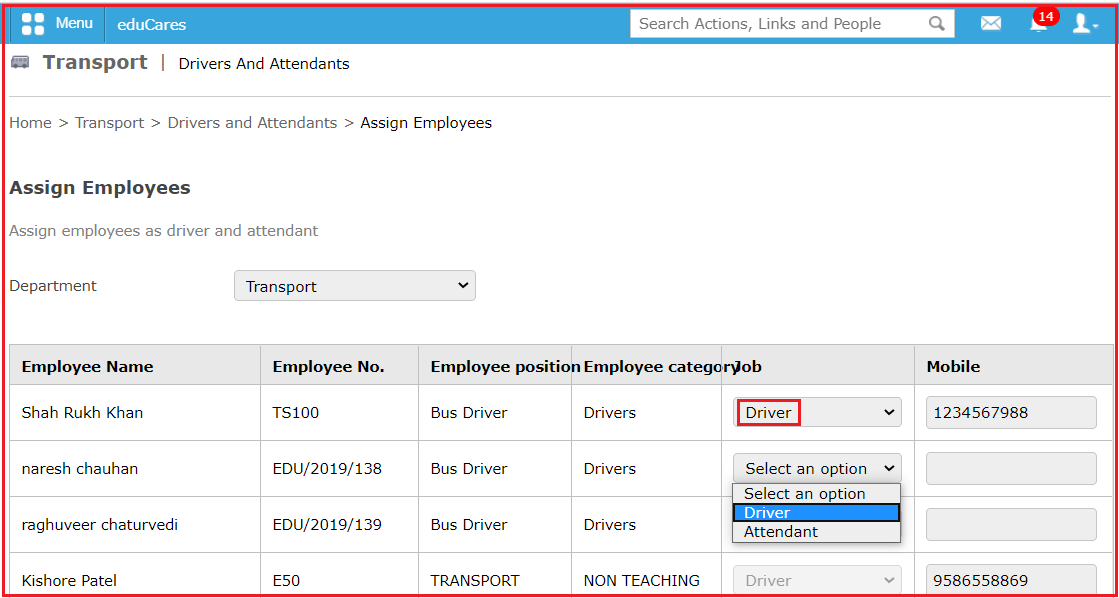 Menu eduCares Search Actions, Links and People 14
Transport | Drivers And Attendants
Home > Transport > Drivers and Attendants > Assign Employees
Assign Employees
Assign employees as driver and attendant
Department Transport
Employee Name Employee No. Employee position Employee category Job Mobile
Shah Rukh Khan TS100 Bus Driver Drivers Driver 1234567988
naresh chauhan EDU/2019/138 Bus Driver Drivers Select an option
Select an option
Driver
raghuveer chaturvedi EDU/2019/139 Bus Driver Drivers
Attendant
Kishore Patel E50 TRANSPORT NON TEACHING Driver 9586558869